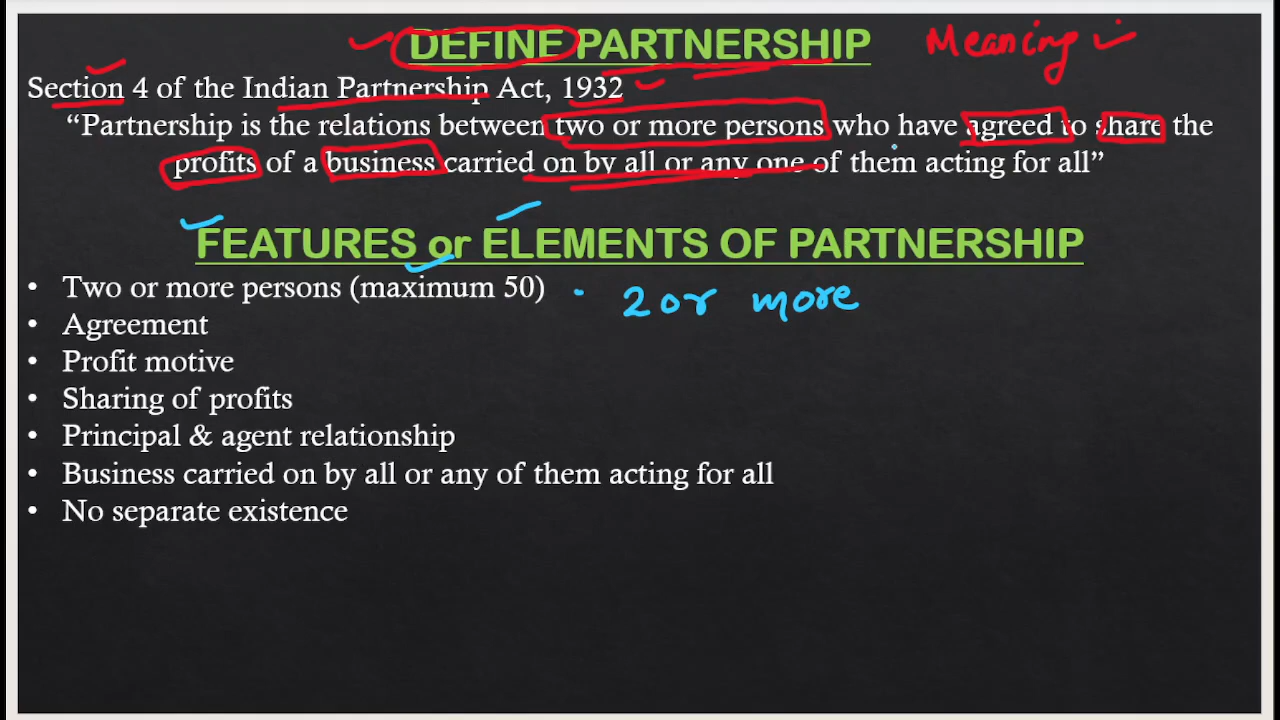 DEFINE PARTNERSHIP Meaning
Section 4 of the Indian Partnership Act, 1932
“Partnership is the relations between two or more persons who have agreed to share the
profits of a business carried on by all or any one of them acting for all”
FEATURES or ELEMENTS OF PARTNERSHIP
• Two or more persons (maximum 50) 2 or more
• Agreement
• Profit motive
• Sharing of profits
• Principal & agent relationship
• Business carried on by all or any of them acting for all
• No separate existence